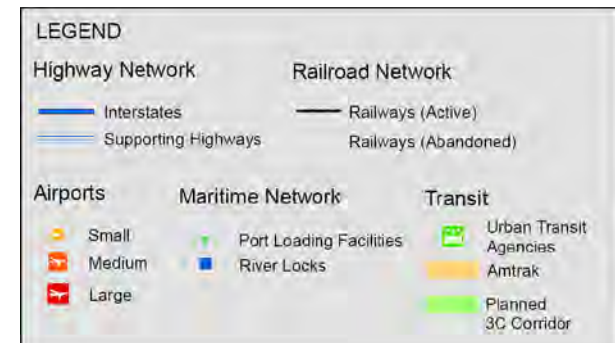 LEGEND
Highway Network
Railroad Network
Interstates
Railways (Active)
Supporting Highways
Railways (Abandoned)
Airports
Maritime Network
Transit
Small
Port Loading Facilities
Urban Transit
Agencies
Medium
River Locks
Amtrak
Large
Planned
3C Corridor